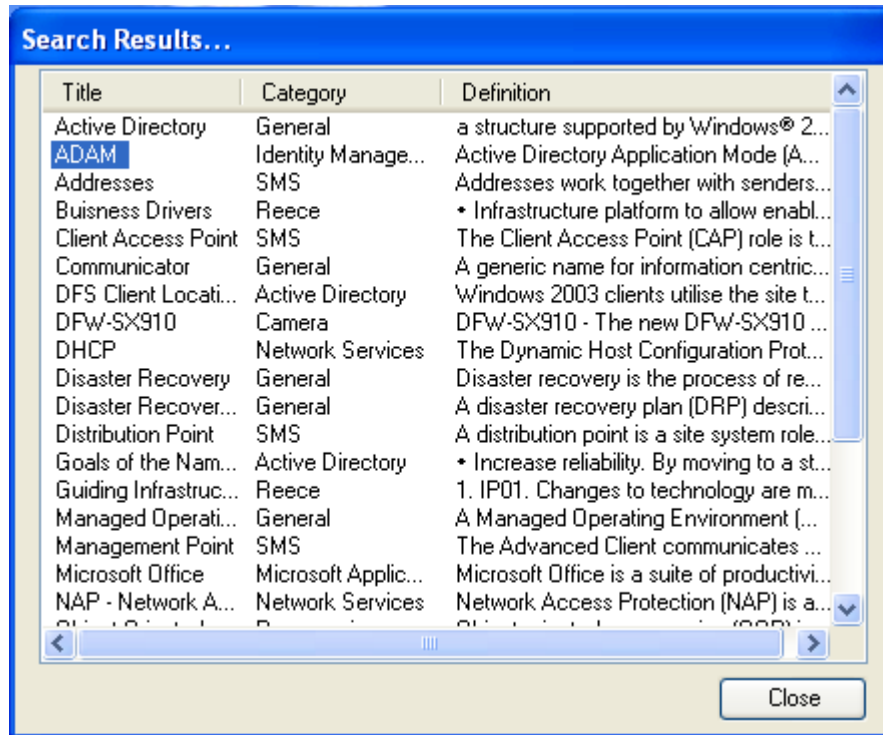 Search Results...
Title Category Definition
Active Directory General a structure supported by Windows® 2...
ADAM Identity Manage... Active Directory Application Mode (A...
Addresses SMS Addresses work together with senders...
Buisness Drivers Reece • Infrastructure platform to allow enabl...
Client Access Point SMS The Client Access Point (CAP) role is t...
Communicator General A generic name for information centric...
DFS Client Locati... Active Directory Windows 2003 clients utilise the site t...
DFW-SX910 Camera DFW-SX910 - The new DFW-SX910 ...
DHCP Network Services The Dynamic Host Configuration Prot...
Disaster Recovery General Disaster recovery is the process of re...
Disaster Recover... General A disaster recovery plan (DRP) descri...
Distribution Point SMS A distribution point is a site system role...
Goals of the Nam... Active Directory • Increase reliability. By moving to a st...
Guiding Infrastruc... Reece 1. IP01. Changes to technology are m...
Managed Operati... General A Managed Operating Environment (...
Management Point SMS The Advanced Client communicates ...
Microsoft Office Microsoft Applic... Microsoft Office is a suite of productivi...
NAP - Network A... Network Services Network Access Protection (NAP) is a...
Close